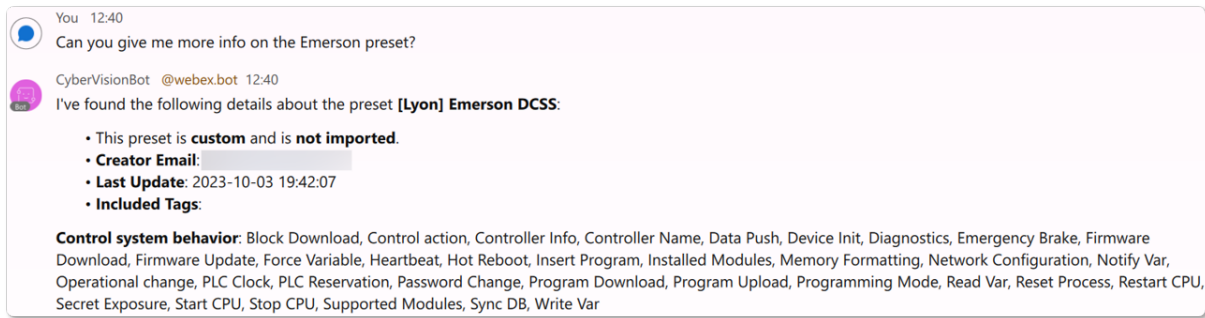 You 12:40
Can you give me more info on the Emerson preset?
CyberVisionBot @webex.bot 12:40
Bot
I've found the following details about the preset [Lyon] Emerson DCSS:
• This preset is custom and is not imported.
• Creator Email:
• Last Update: 2023-10-03 19:42:07
• Included Tags:
Control system behavior: Block Download, Control action, Controller Info, Controller Name, Data Push, Device Init, Diagnostics, Emergency Brake, Firmware
Download, Firmware Update, Force Variable, Heartbeat, Hot Reboot, Insert Program, Installed Modules, Memory Formatting, Network Configuration, Notify Var,
Operational change, PLC Clock, PLC Reservation, Password Change, Program Download, Program Upload, Programming Mode, Read Var, Reset Process, Restart CPU,
Secret Exposure, Start CPU, Stop CPU, Supported Modules, Sync DB, Write Var